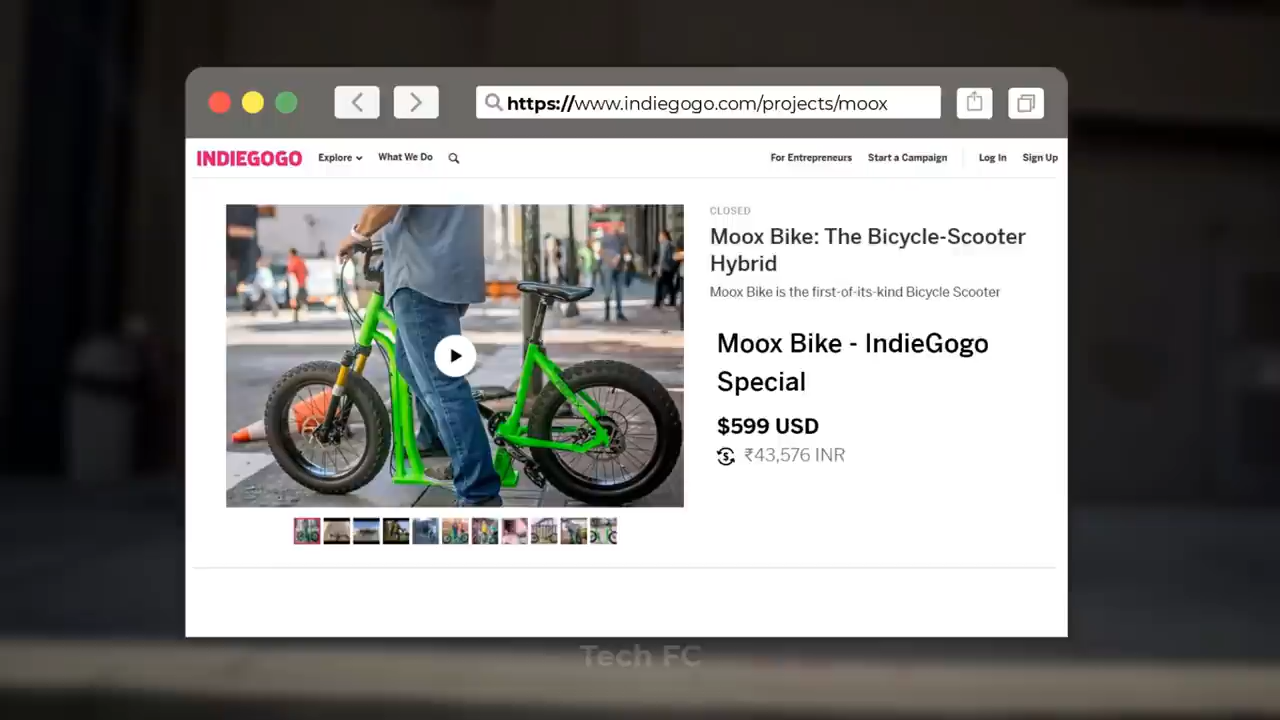 https://www.indiegogo.com/projects/moox
INDIEGOGO
Explore
What We Do
For Entrepreneurs
Start a Campaign
Log In
Sign Up
CLOSED
Moox Bike: The Bicycle-Scooter
Hybrid
Moox Bike is the first-of-its-kind Bicycle Scooter
Moox Bike - IndieGogo
Special
$599 USD
₹43,576 INR
Tech FC